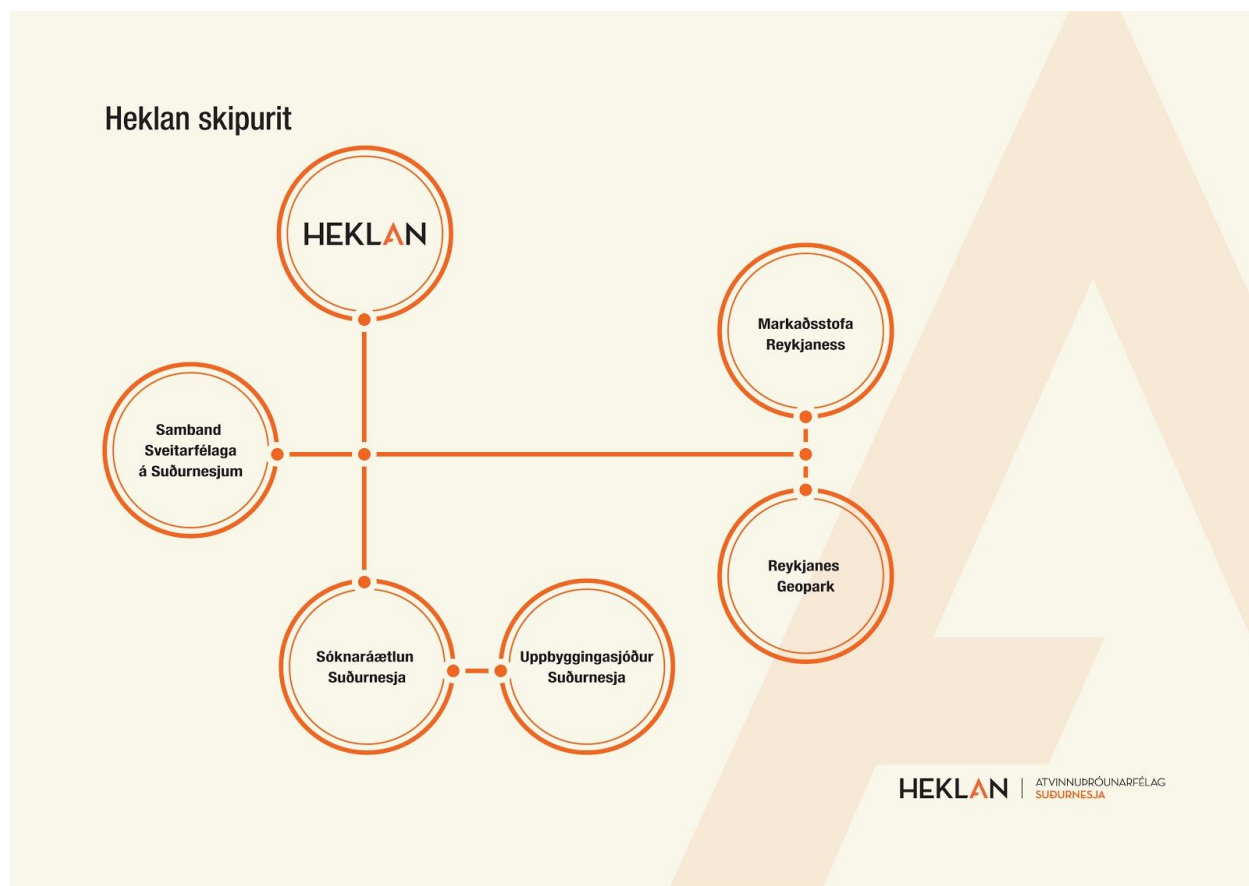 Heklan skipurit
HEKLAN
Markaðsstofa
Reykjaness
Samband
Sveitarfélaga
á Suðurnesjum
Reykjanes
Geopark
Sóknaráætlun
Suðurnesja
Uppbyggingasjóður
Suðurnesja
HEKLAN
ATVINNUÞRÓUNARFÉLAG
SUÐURNESJA